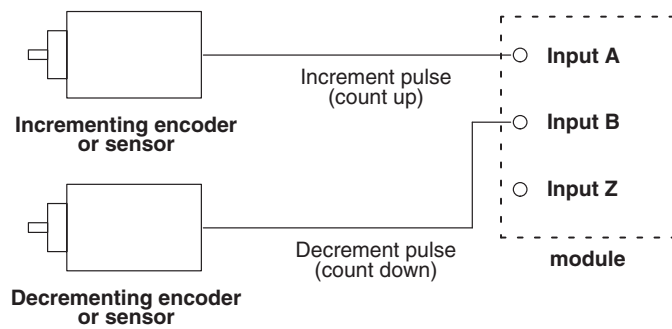 Input A
Increment pulse
(count up)
Incrementing encoder
or sensor
Input B
Input Z
Decrement pulse
(count down)
module
Decrementing encoder
or sensor